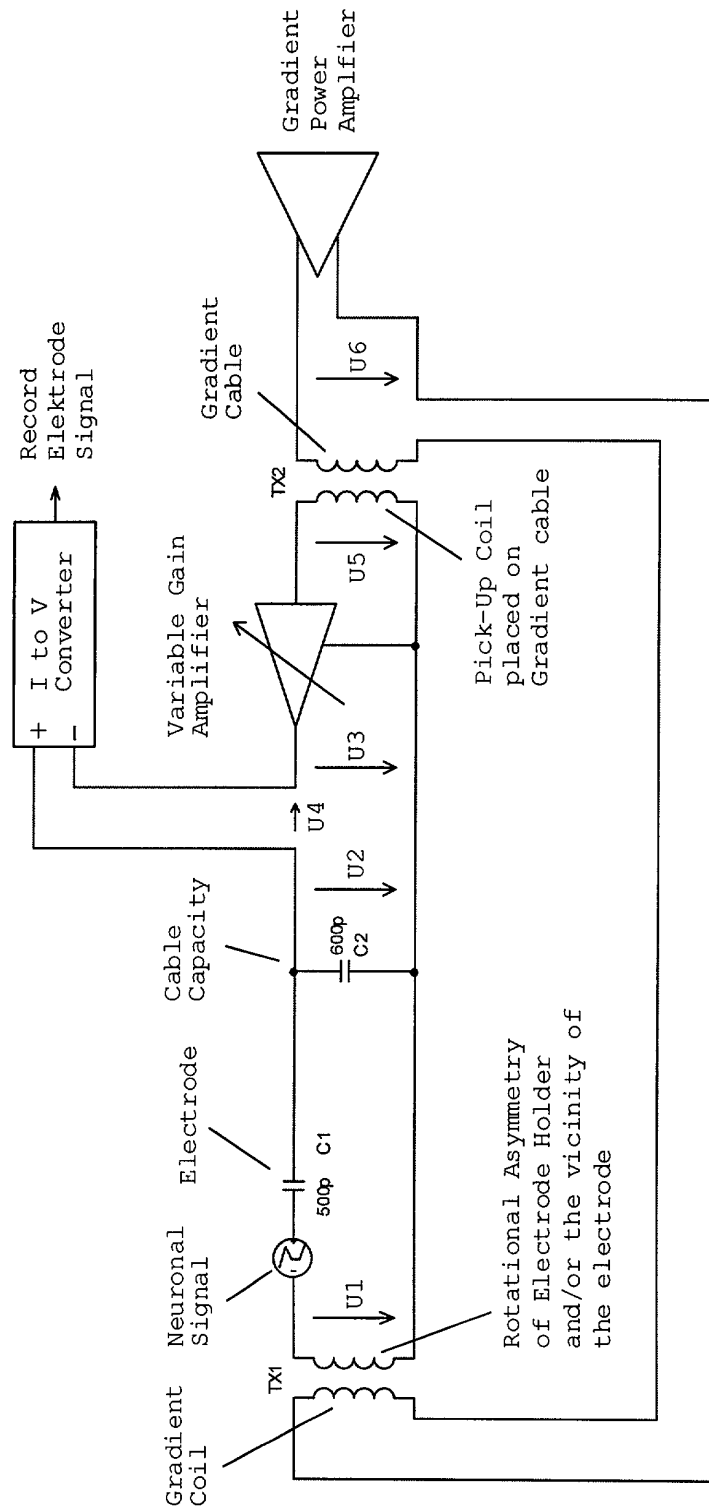 Record
Elektrode
Signal
I to V
Converter
+
−
Variable Gain
Amplifier
Gradient
Cable
Gradient
Power
Amplfier
Cable
Capacity
Electrode
Neuronal
Signal
Gradient
Coil
TX1
U1
500p
C1
600p
C2
U2
U4
U3
U5
TX2
U6
Rotational Asymmetry
of Electrode Holder
and/or the vicinity of
the electrode
Pick-Up Coil
placed on
Gradient cable